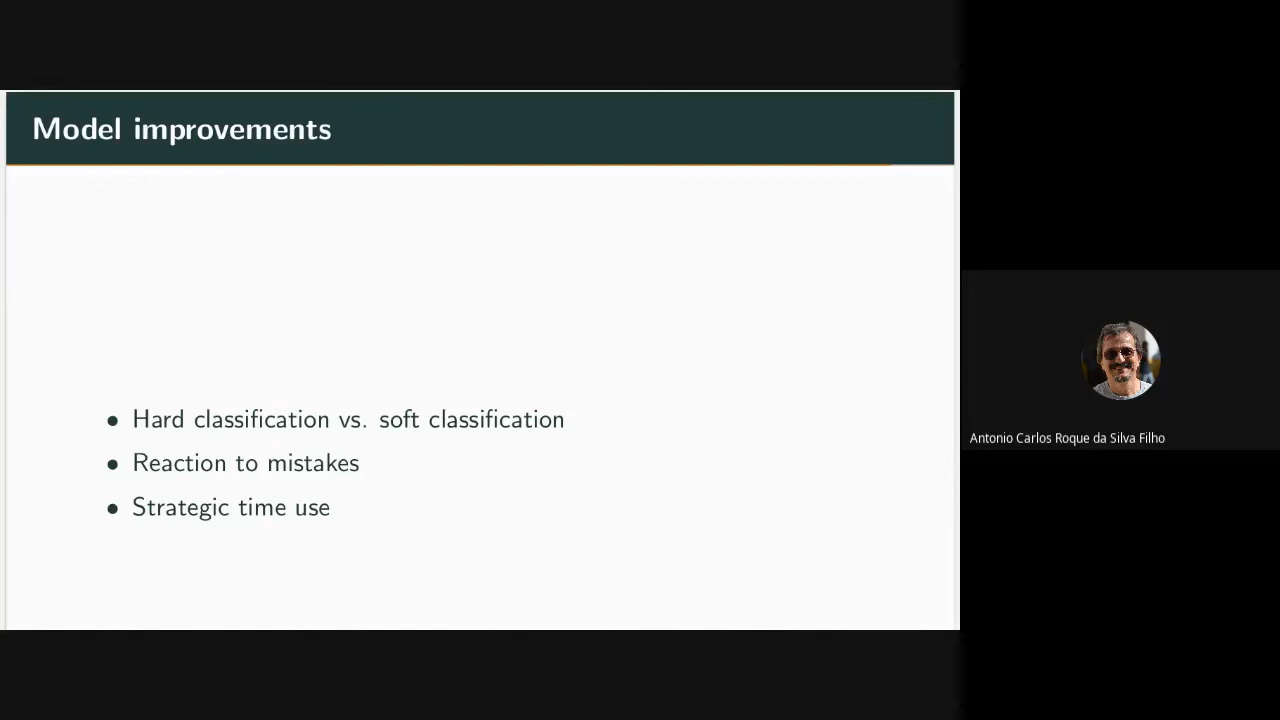 Model improvements
• Hard classification vs. soft classification
• Reaction to mistakes
• Strategic time use
Antonio Carlos Roque da Silva Filho